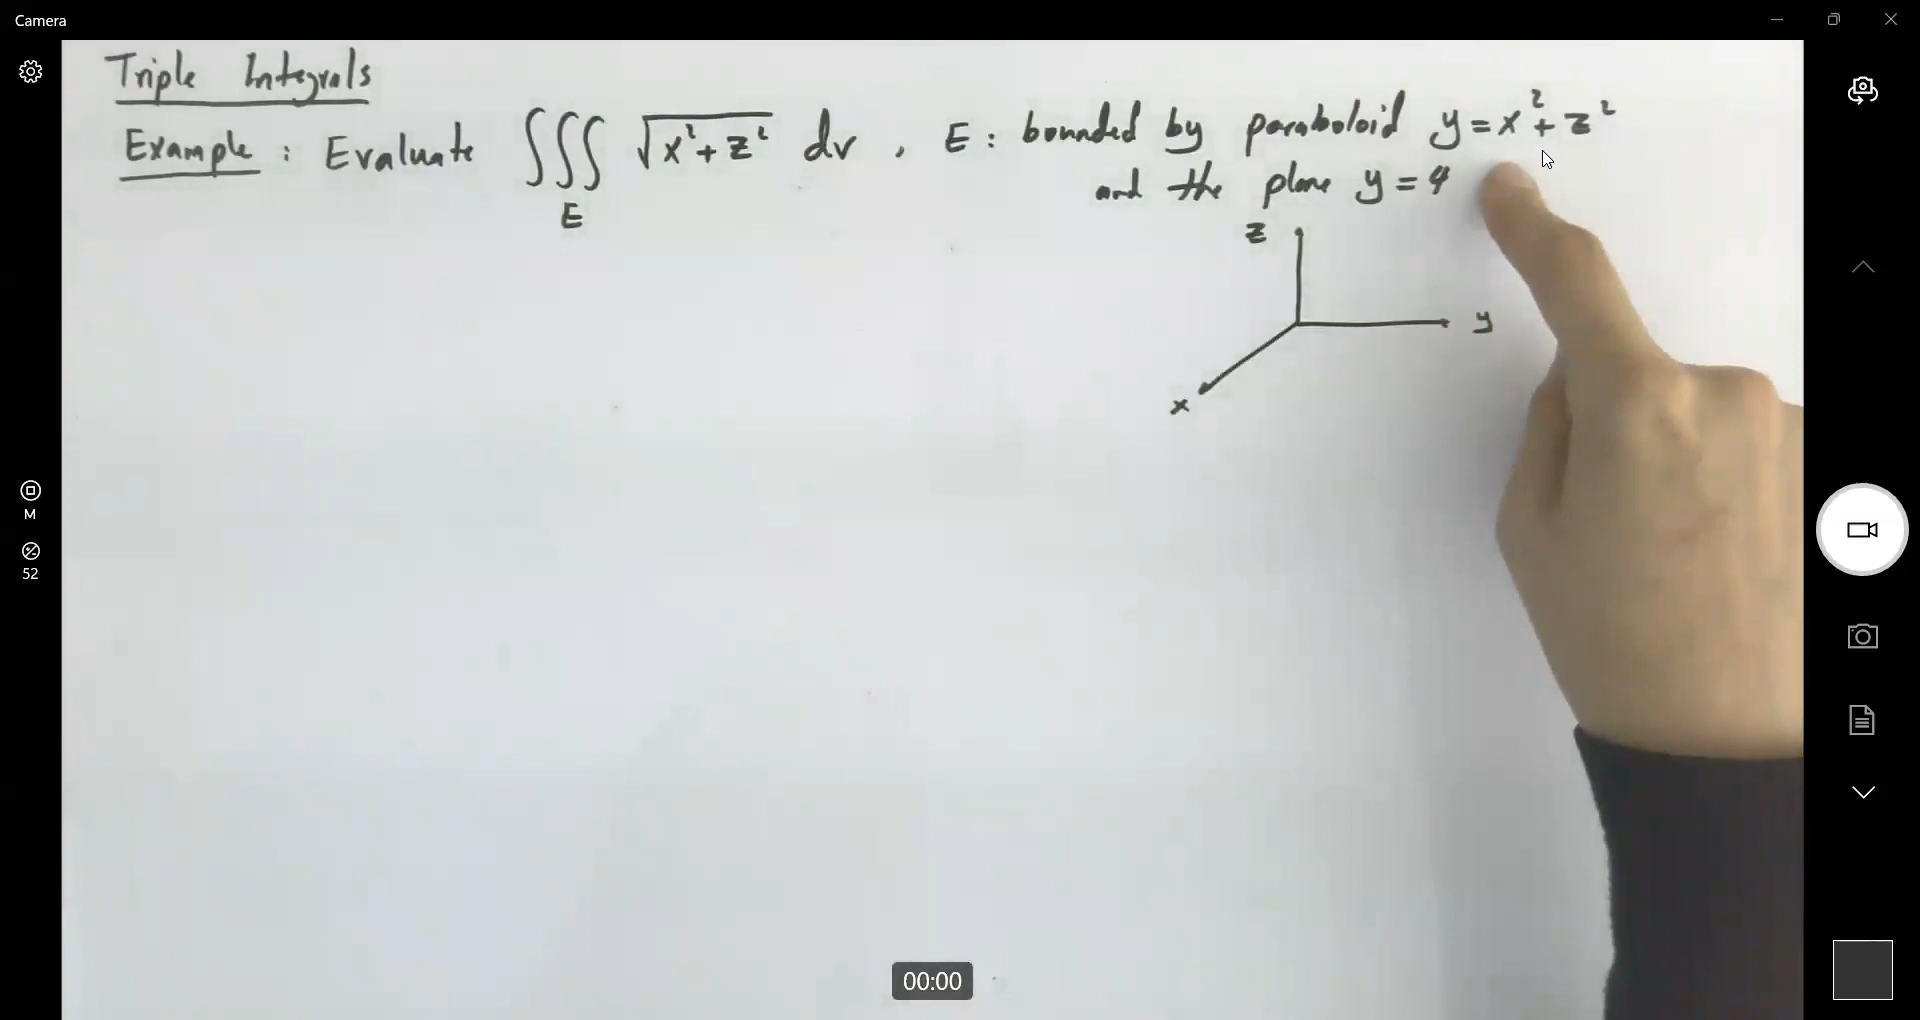 Camera
Triple Integrals
Example : Evaluate ∭ √(x²+z²) dv , E : bounded by paraboloid y = x² + z²
E
and the plane y = 4
z
y
x
M
52
00:00